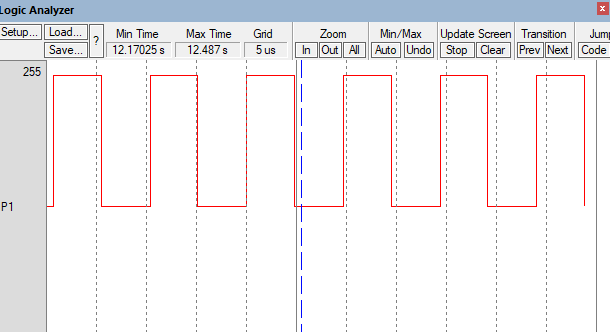 Logic Analyzer
Setup... Load... Min Time Max Time Grid Zoom Min/Max Update Screen Transition Jump
Save... ? 12.17025 s 12.487 s 5 us In Out All Auto Undo Stop Clear Prev Next Code
255
P1